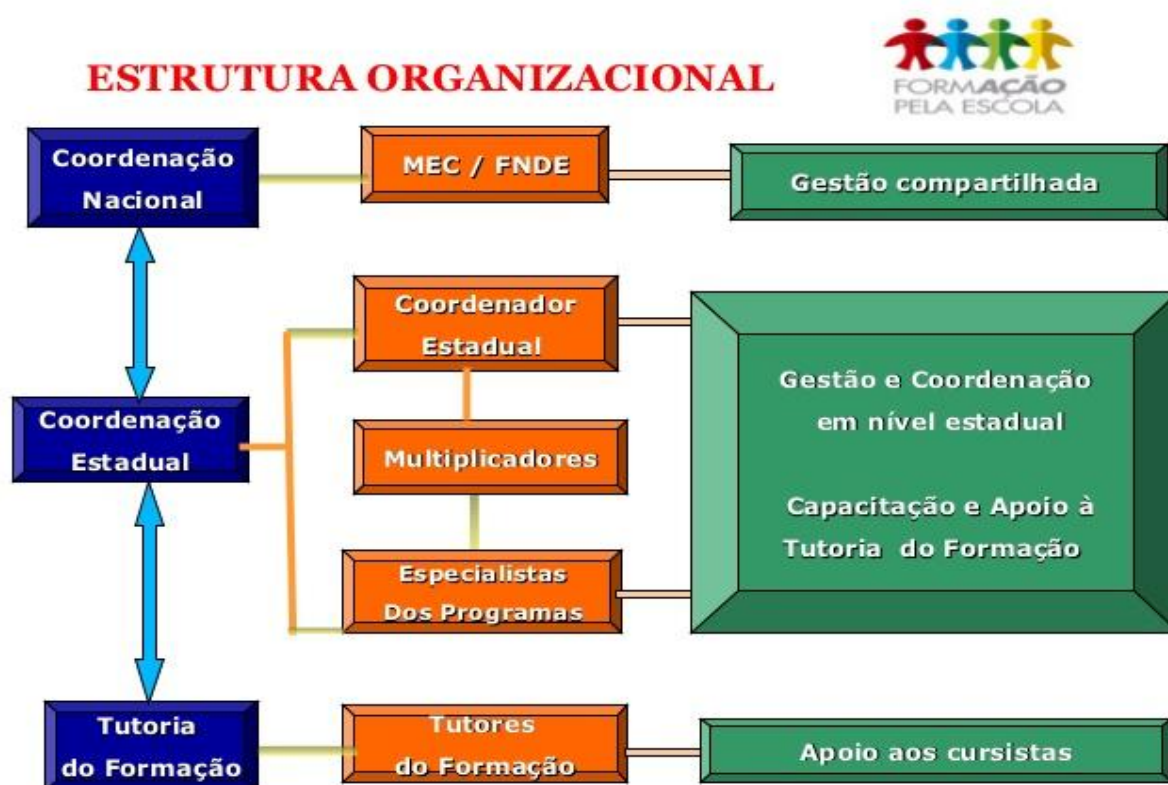 ESTRUTURA ORGANIZACIONAL
FORMAÇÃO
PELA ESCOLA
Coordenação
Nacional
MEC / FNDE
Gestão compartilhada
Coordenação
Estadual
Coordenador
Estadual
Multiplicadores
Especialistas
Dos Programas
Gestão e Coordenação
em nível estadual
Capacitação e Apoio à
Tutoria do Formação
Tutoria
do Formação
Tutores
do Formação
Apoio aos cursistas